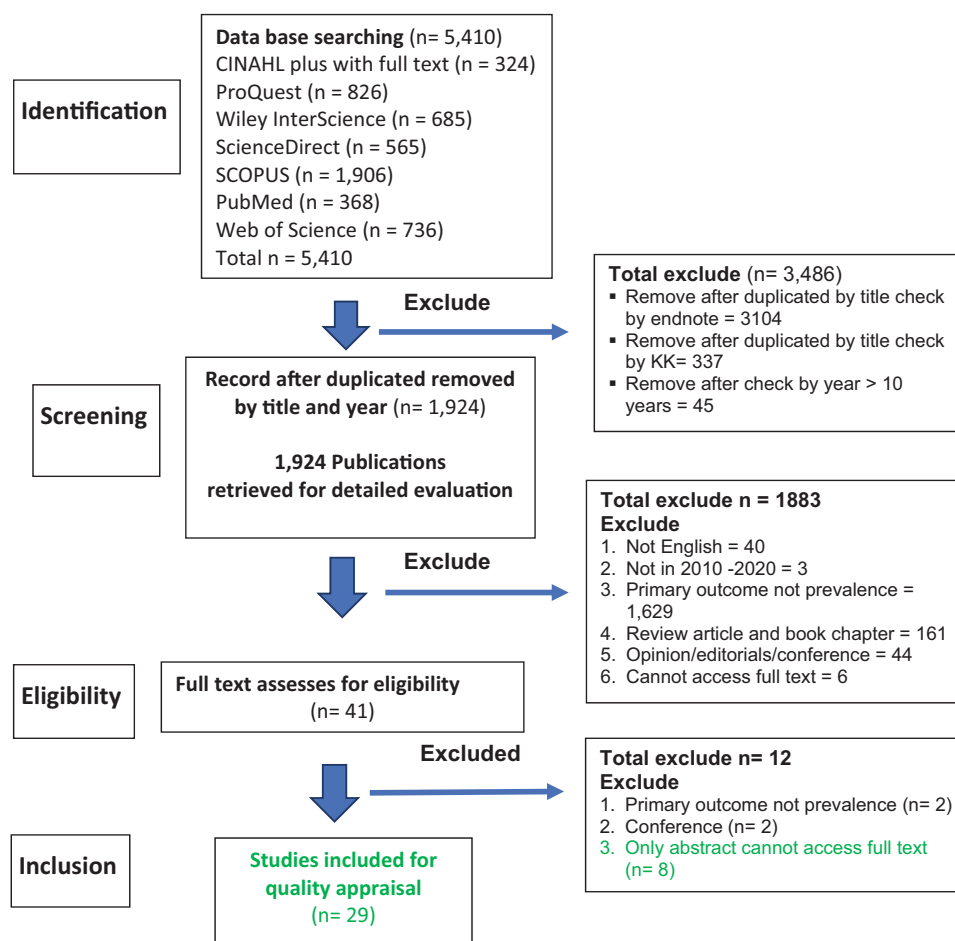 Identification
Data base searching (n= 5,410)
CINAHL plus with full text (n = 324)
ProQuest (n = 826)
Wiley InterScience (n = 685)
ScienceDirect (n = 565)
SCOPUS (n = 1,906)
PubMed (n = 368)
Web of Science (n = 736)
Total n = 5,410
Exclude
Total exclude (n= 3,486)
▪ Remove after duplicated by title check
by endnote = 3104
▪ Remove after duplicated by title check
by KK= 337
▪ Remove after check by year > 10
years = 45
Screening
Record after duplicated removed
by title and year (n= 1,924)
1,924 Publications
retrieved for detailed evaluation
Exclude
Total exclude n = 1883
Exclude
1. Not English = 40
2. Not in 2010 -2020 = 3
3. Primary outcome not prevalence =
1,629
4. Review article and book chapter = 161
5. Opinion/editorials/conference = 44
6. Cannot access full text = 6
Eligibility
Full text assesses for eligibility
(n= 41)
Excluded
Total exclude n= 12
Exclude
1. Primary outcome not prevalence (n= 2)
2. Conference (n= 2)
3. Only abstract cannot access full text
(n= 8)
Inclusion
Studies included for
quality appraisal
(n= 29)